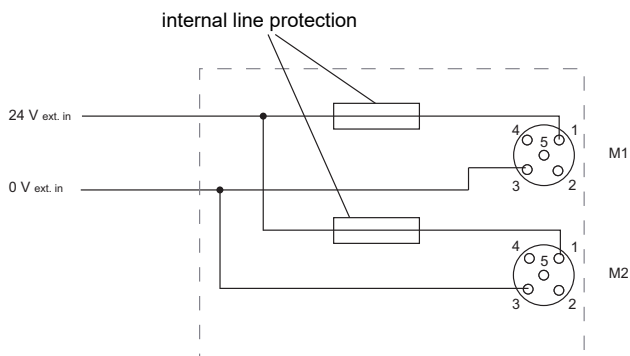 internal line protection
24 V ext. in
4
1
5
M1
3
2
0 V ext. in
4
1
5
M2
3
2